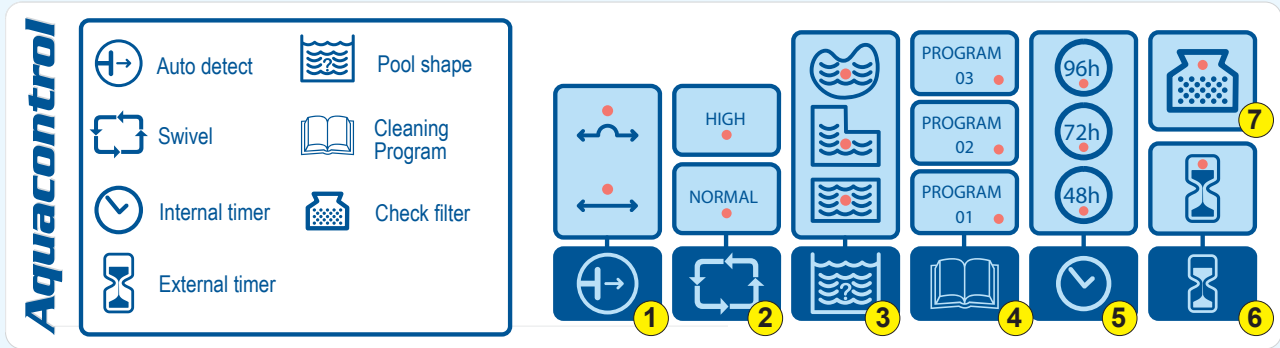 Aquacontrol
Auto detect
Swivel
Internal timer
External timer
?
Pool shape
Cleaning
Program
Check filter
HIGH
NORMAL
PROGRAM
03
PROGRAM
02
PROGRAM
01
96h
72h
48h
?
1
2
3
4
5
6
7